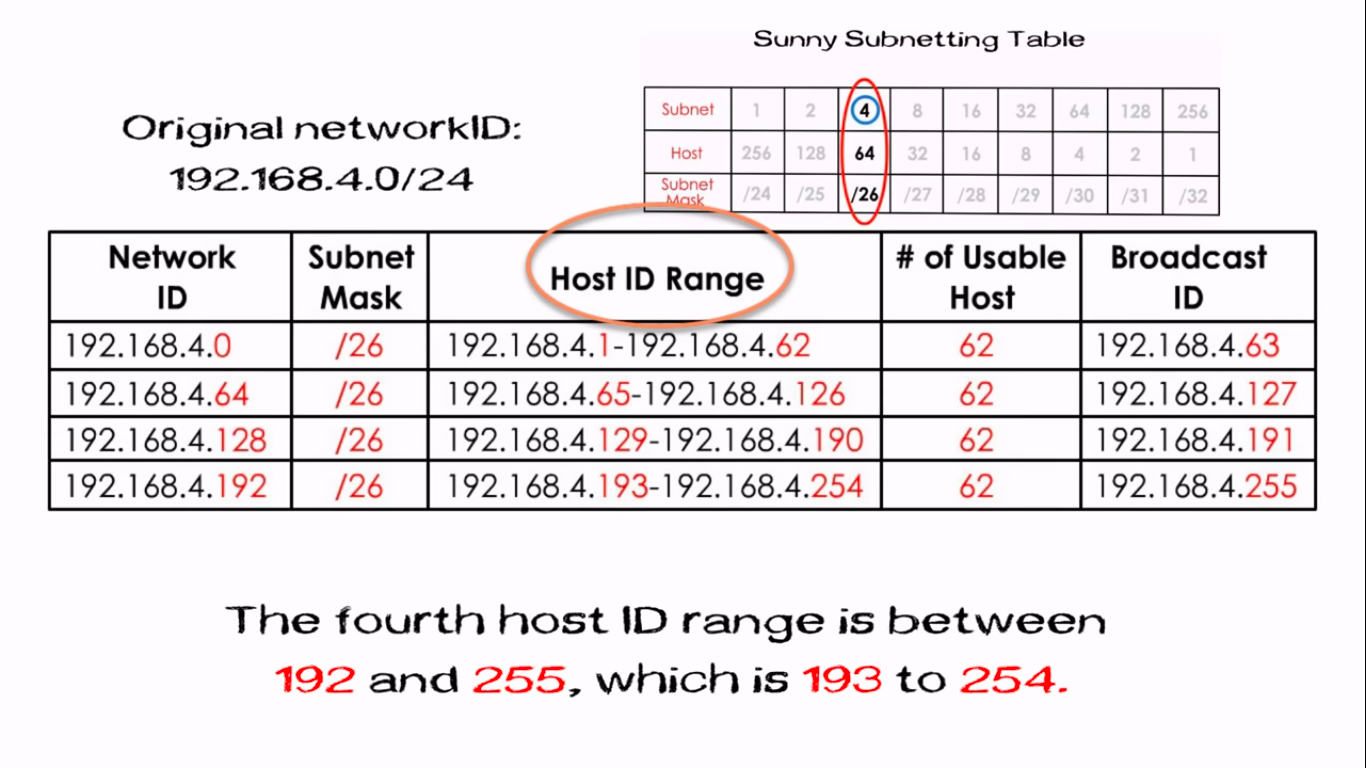 Sunny Subnetting Table
Original networkID:
192.168.4.0/24
Subnet 1 2 4 8 16 32 64 128 256
Host 256 128 64 32 16 8 4 2 1
Subnet
Mask /24 /25 /26 /27 /28 /29 /30 /31 /32
Network ID Subnet Mask Host ID Range # of Usable Host Broadcast ID
192.168.4.0 /26 192.168.4.1-192.168.4.62 62 192.168.4.63
192.168.4.64 /26 192.168.4.65-192.168.4.126 62 192.168.4.127
192.168.4.128 /26 192.168.4.129-192.168.4.190 62 192.168.4.191
192.168.4.192 /26 192.168.4.193-192.168.4.254 62 192.168.4.255
The fourth host ID range is between
192 and 255, which is 193 to 254.